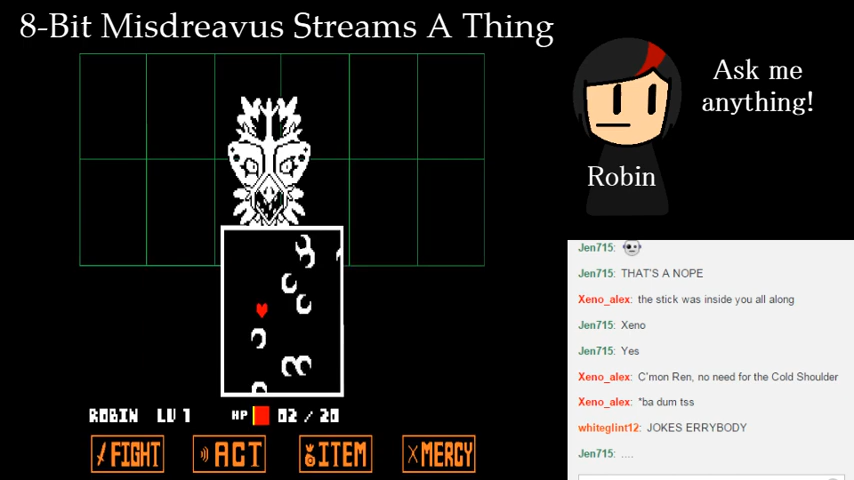 8-Bit Misdreavus Streams A Thing
Ask me
anything!
Robin
Jen715:
Jen715: THAT'S A NOPE
Xeno_alex: the stick was inside you all along
Jen715: Xeno
Jen715: Yes
Xeno_alex: C'mon Ren, no need for the Cold Shoulder
Xeno_alex: *ba dum tss
whiteglint12: JOKES ERRYBODY
Jen715: ....
ROBIN LV 1 HP 02 / 20
FIGHT ACT ITEM MERCY